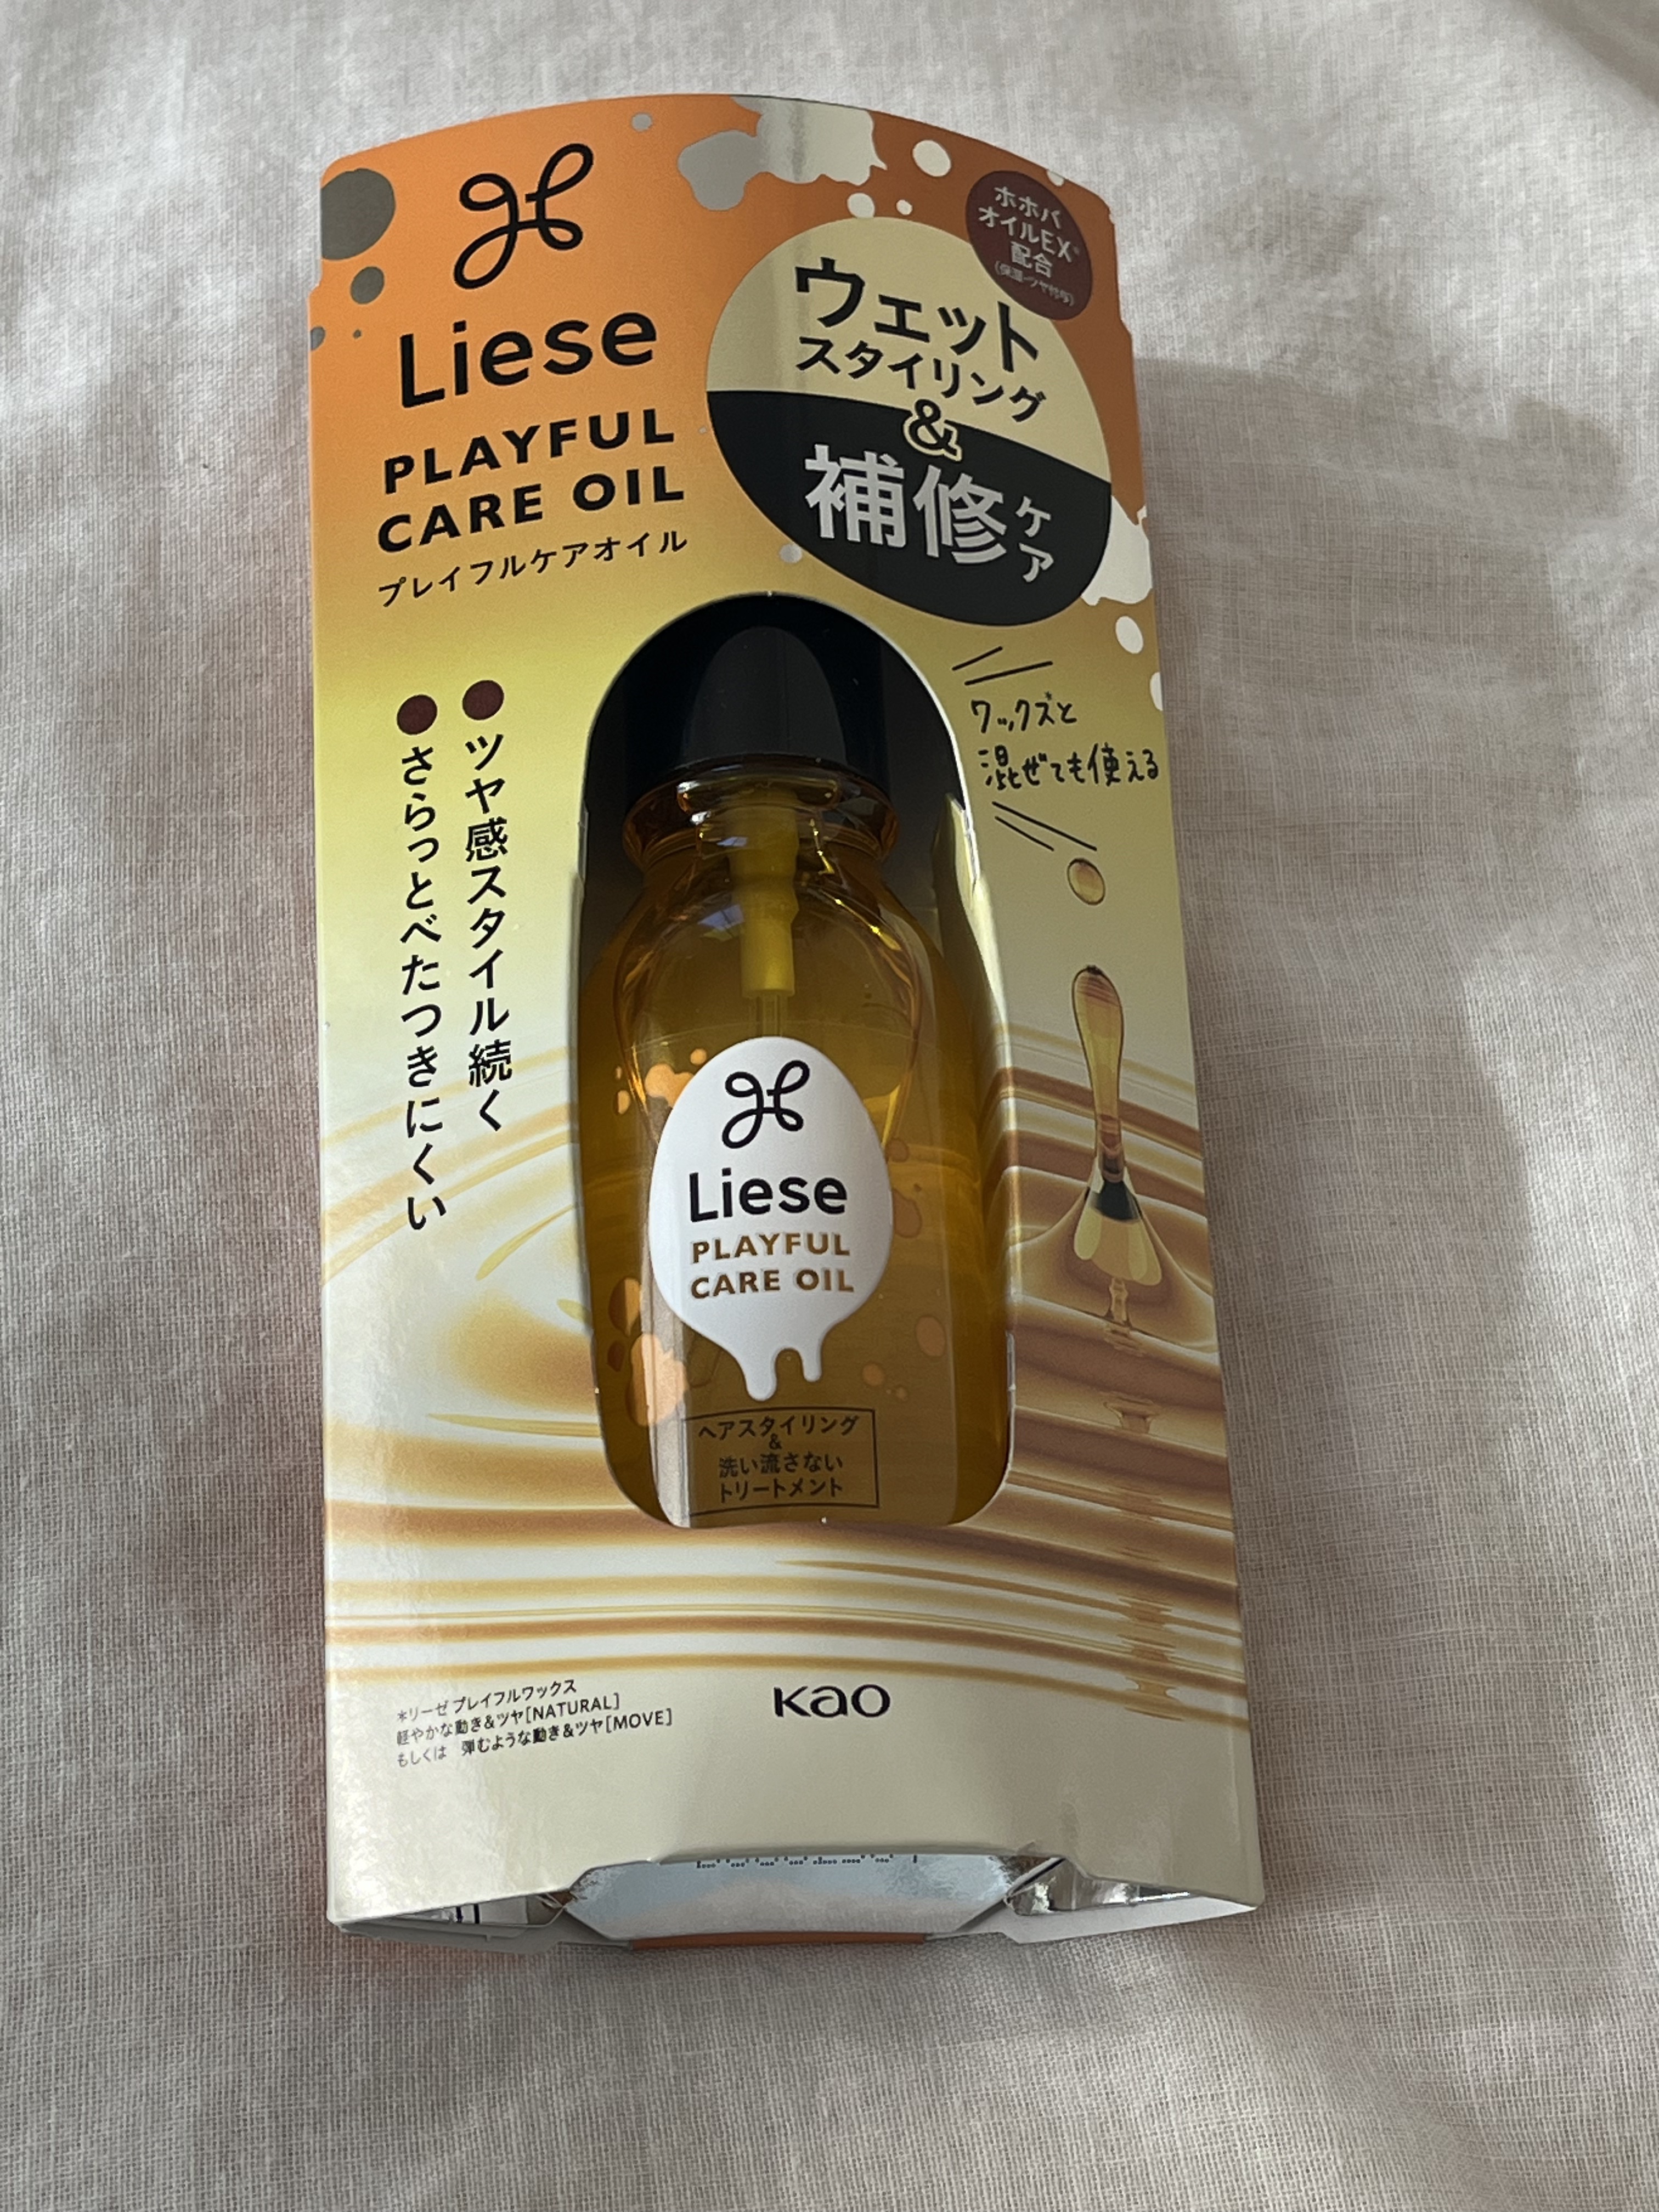 Liese
PLAYFUL
CARE OIL
プレイフルケアオイル
ホホバ
オイルEX*
配合
(保湿・ツヤ付与)
ウェット
スタイリング
&
補修ケア
ワックス*と
混ぜても使える
●ツヤ感スタイル続く
●さらっとべたつきにくい
Liese
PLAYFUL
CARE OIL
ヘアスタイリング
&
洗い流さない
トリートメント
*リーゼ プレイフルワックス
軽やかな動き&ツヤ[NATURAL]
もしくは 弾むような動き&ツヤ[MOVE]
Kao